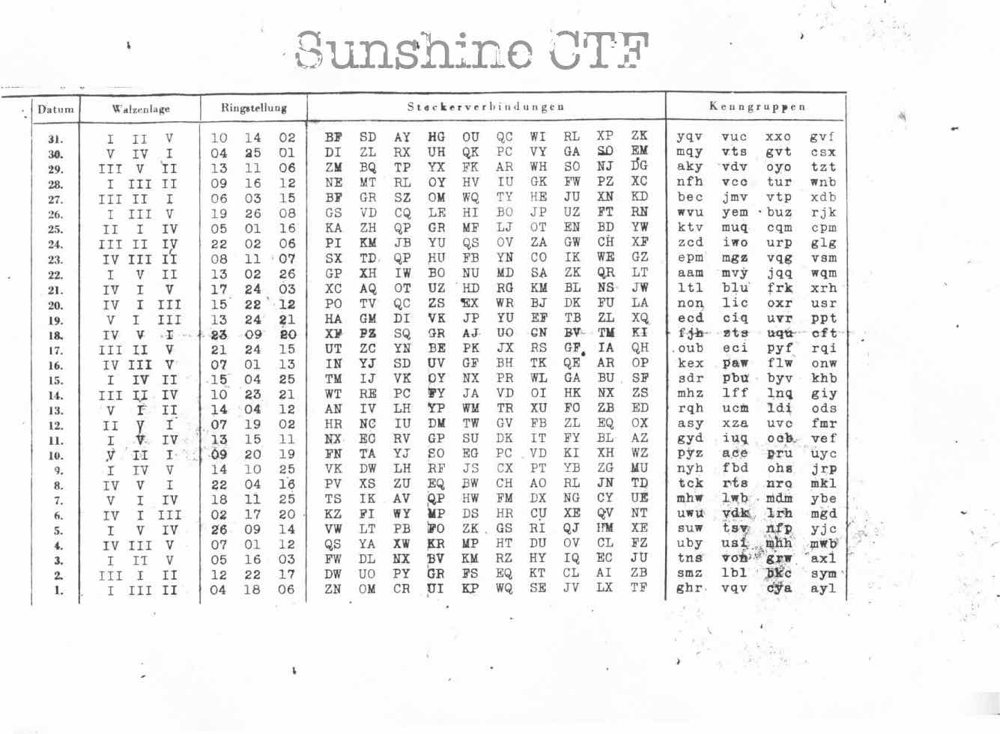 Sunshine CTF
Datum Walzenlage Ringstellung Steckerverbindungen Kenngruppen
31. I II V 10 14 02 BF SD AY HG OU QC WI RL XP ZK yqv vuc xxo gvf
30. V IV I 04 25 01 DI ZL RX UH QK PC VY GA SO EM mqy vts gvt csx
29. III V II 13 11 06 ZM BQ TP YX FK AR WH SO NJ DG aky vdv oyo tzt
28. I III II 09 16 12 NE MT RL OY HV IU GK FW PZ XC nfh vco tur wnb
27. III II I 06 03 15 BF GR SZ OM WQ TY HE JU XN KD bec jmv vtp xdb
26. I III V 19 26 08 GS VD CQ LE HI BO JP UZ FT RN wvu yem buz rjk
25. II I IV 05 01 16 KA ZH QP GR MF LJ OT EN BD YW ktv muq cqm cpm
24. III II IV 22 02 06 PI KM JB YU QS OV ZA GW CH XF zcd iwo urp glg
23. IV III II 08 11 07 SX TD QP HU FB YN CO IK WE GZ epm mgz vqg vsm
22. I V II 13 02 26 GP XH IW BO NU MD SA ZK QR LT aam mvy jqq wqm
21. IV I V 17 24 03 XC AQ OT UZ HD RG KM BL NS JW ltl blu frk xrh
20. IV I III 15 22 12 PO TV QC ZS EX WR BJ DK FU LA non lic oxr usr
19. V I III 13 24 21 HA GM DI VK JP YU EF TB ZL XQ ecd ciq uvr ppt
18. IV V I 23 09 20 XF PZ SQ GR AJ UO CN BV TM KI fjh zts uqu cft
17. III II V 21 24 15 UT ZC YN BE PK JX RS GF IA QH oub eci pyf rqi
16. IV III V 07 01 13 IN YJ SD UV GF BH TK QE AR OP kex paw flw onw
15. I IV II 15 04 25 TM IJ VK OY NX PR WL GA BU SF sdr pbu byv khb
14. III II IV 10 23 21 WT RE PC FY JA VD OI HK NX ZS mhz lff lnq giy
13. V I II 14 04 12 AN IV LH YP WM TR XU FO ZB ED rqh ucm ldi ods
12. II V I 07 19 02 HR NC IU DM TW GV FB ZL EQ OX asy xza uvc fmr
11. I V IV 13 15 11 NX EC RV GP SU DK IT FY BL AZ gyd iuq ocb vef
10. V II I 09 20 19 FN TA YJ SO EG PC VD KI XH WZ pyz ace pru uyc
9. I IV V 14 10 25 VK DW LH RF JS CX PT YB ZG MU nyh fbd ohs jrp
8. IV V I 22 04 16 PV XS ZU EQ BW CH AO RL JN TD tck rts nro mkl
7. V I IV 18 11 25 TS IK AV QP HW FM DX NG CY UE mhw lwb mdm ybe
6. IV I III 02 17 20 KZ FI WY MP DS HR CU XE QV NT uwu vdk lrh mgd
5. I V IV 26 09 14 VW LT PB FO ZK GS RI QJ HM XE suw tsv nfp yjc
4. IV III V 07 01 12 QS YA XW KR MP HT DU OV CL FZ uby usi mhh mwb
3. I II V 05 16 03 FW DL NX BV KM RZ HY IQ EC JU tns von grw axl
2. III I II 12 22 17 DW UO PY GR FS EQ KT CL AI ZB smz lbl bkc sym
1. I III II 04 18 06 ZN OM CR UI KP WQ SE JV LX TF ghr vqv cya ayl